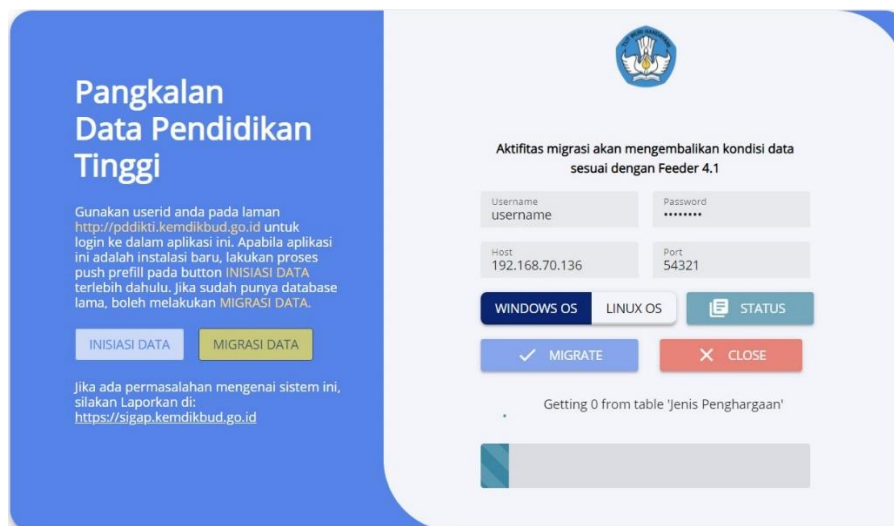 Pangkalan
Data Pendidikan
Tinggi
Gunakan userid anda pada laman
http://pddikti.kemdikbud.go.id untuk
login ke dalam aplikasi ini. Apabila aplikasi
ini adalah instalasi baru, lakukan proses
push prefill pada button INISIASI DATA
terlebih dahulu. Jika sudah punya database
lama, boleh melakukan MIGRASI DATA.
INISIASI DATA
MIGRASI DATA
Jika ada permasalahan mengenai sistem ini,
silakan Laporkan di:
https://sigap.kemdikbud.go.id
Aktifitas migrasi akan mengembalikan kondisi data
sesuai dengan Feeder 4.1
Username
username
Password
••••••••
Host
192.168.70.136
Port
54321
WINDOWS OS
LINUX OS
STATUS
MIGRATE
CLOSE
Getting 0 from table 'Jenis Penghargaan'